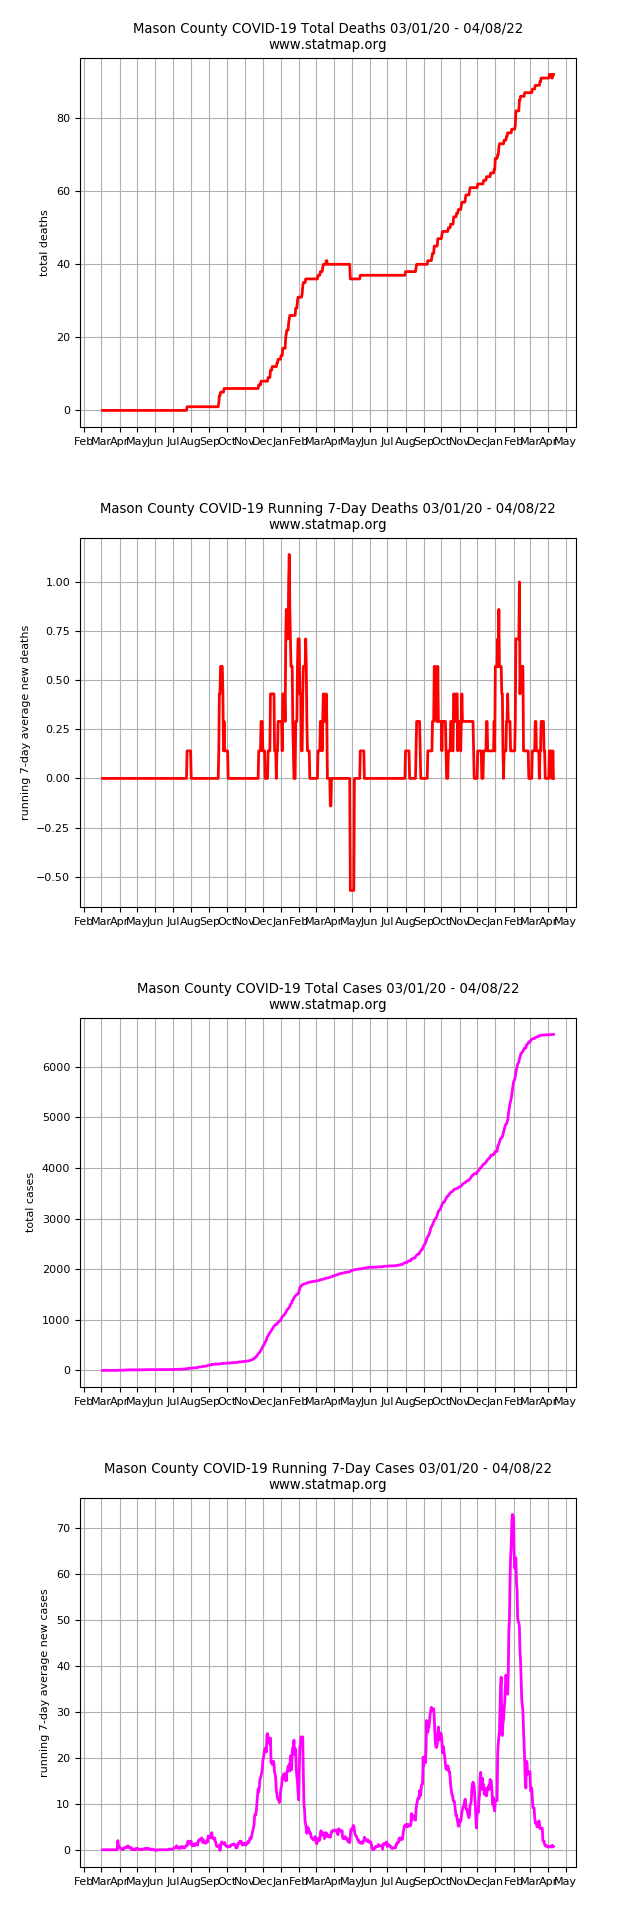 Mason County COVID-19 Total Deaths 03/01/20 - 04/08/22
www.statmap.org
80
60
total deaths
40
20
0
Feb Mar Apr May Jun Jul Aug Sep Oct Nov Dec Jan Feb Mar Apr May Jun Jul Aug Sep Oct Nov Dec Jan Feb Mar Apr May
Mason County COVID-19 Running 7-Day Deaths 03/01/20 - 04/08/22
www.statmap.org
1.00
0.75
0.50
running 7-day average new deaths
0.25
0.00
−0.25
−0.50
Feb Mar Apr May Jun Jul Aug Sep Oct Nov Dec Jan Feb Mar Apr May Jun Jul Aug Sep Oct Nov Dec Jan Feb Mar Apr May
Mason County COVID-19 Total Cases 03/01/20 - 04/08/22
www.statmap.org
6000
5000
4000
total cases
3000
2000
1000
0
Feb Mar Apr May Jun Jul Aug Sep Oct Nov Dec Jan Feb Mar Apr May Jun Jul Aug Sep Oct Nov Dec Jan Feb Mar Apr May
Mason County COVID-19 Running 7-Day Cases 03/01/20 - 04/08/22
www.statmap.org
70
60
50
40
running 7-day average new cases
30
20
10
0
Feb Mar Apr May Jun Jul Aug Sep Oct Nov Dec Jan Feb Mar Apr May Jun Jul Aug Sep Oct Nov Dec Jan Feb Mar Apr May